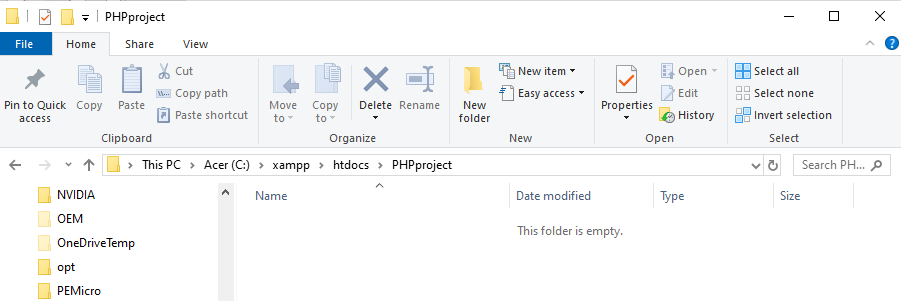 PHPproject
File Home Share View
Pin to Quick access
Copy
Paste
Cut
Copy path
Paste shortcut
Clipboard
Move to
Copy to
Delete
Rename
Organize
New folder
New item
Easy access
New
Properties
Open
Edit
History
Open
Select all
Select none
Invert selection
Select
This PC > Acer (C:) > xampp > htdocs > PHPproject
Search PH...
NVIDIA
OEM
OneDriveTemp
opt
PEMicro
Name Date modified Type Size
This folder is empty.